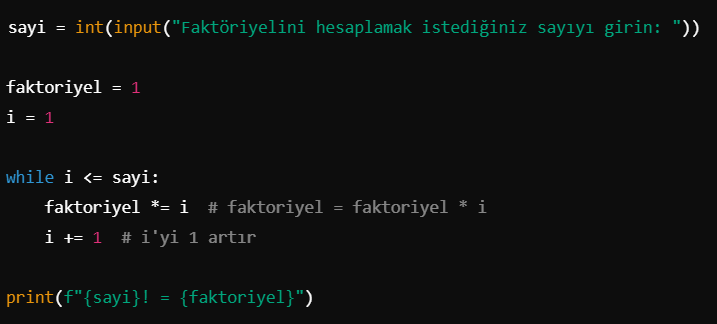 sayi = int(input("Faktöriyelini hesaplamak istediğiniz sayıyı girin: "))
faktoriyel = 1
i = 1
while i <= sayi:
    faktoriyel *= i  # faktoriyel = faktoriyel * i
    i += 1  # i'yi 1 artır
print(f"{sayi}! = {faktoriyel}")